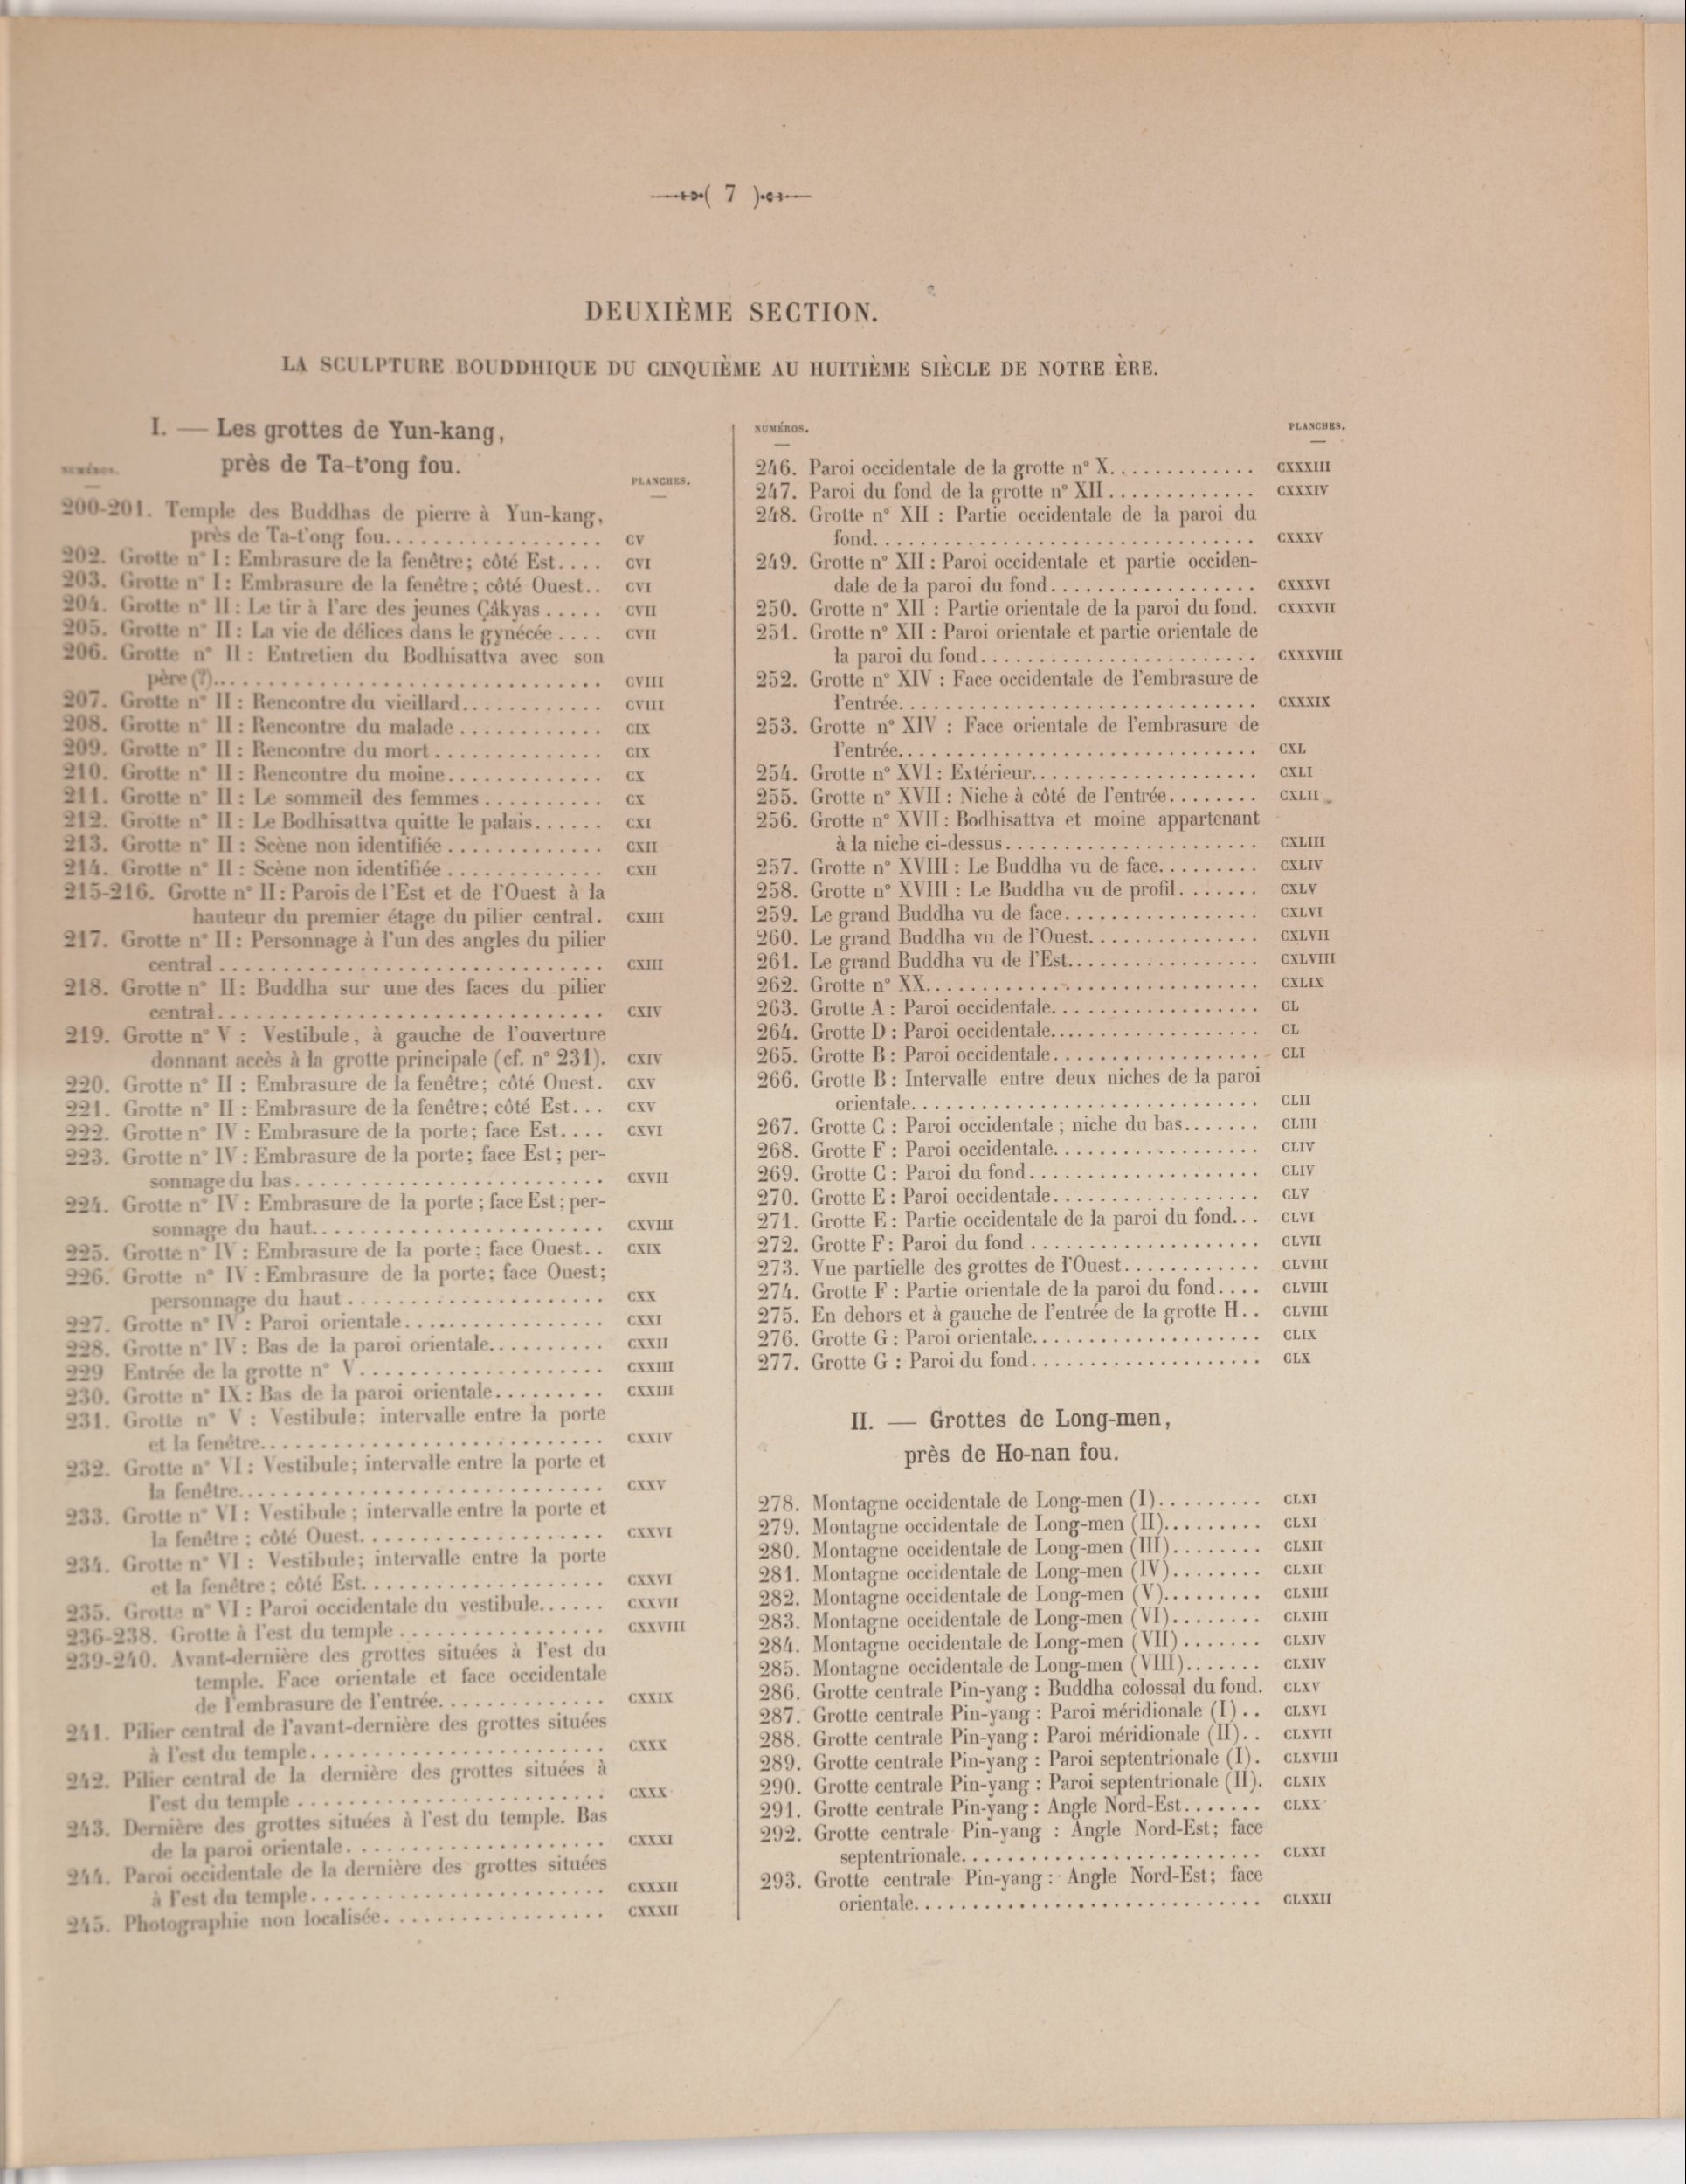 ( 7 )
DEUXIÈME SECTION.
LA SCULPTURE BOUDDHIQUE DU CINQUIÈME AU HUITIÈME SIÈCLE DE NOTRE ÈRE.
I. — Les grottes de Yun-kang,
près de Ta-t'ong fou.
NUMÉROS.
PLANCHES.
200-201. Temple des Buddhas de pierre à Yun-kang,
près de Ta-t'ong fou.................. CV
202. Grotte n° I : Embrasure de la fenêtre; côté Est.... CVI
203. Grotte n° I : Embrasure de la fenêtre; côté Ouest.. CVI
204. Grotte n° II : Le tir à l'arc des jeunes Çâkyas..... CVII
205. Grotte n° II : La vie de délices dans le gynécée.... CVII
206. Grotte n° II : Entretien du Bodhisattva avec son
père (?)................................. CVIII
207. Grotte n° II : Rencontre du vieillard............ CVIII
208. Grotte n° II : Rencontre du malade............ CIX
209. Grotte n° II : Rencontre du mort.............. CIX
210. Grotte n° II : Rencontre du moine............. CX
211. Grotte n° II : Le sommeil des femmes.......... CX
212. Grotte n° II : Le Bodhisattva quitte le palais...... CXI
213. Grotte n° II : Scène non identifiée............. CXII
214. Grotte n° II : Scène non identifiée............. CXII
215-216. Grotte n° II : Parois de l'Est et de l'Ouest à la
hauteur du premier étage du pilier central. CXIII
217. Grotte n° II : Personnage à l'un des angles du pilier
central................................ CXIII
218. Grotte n° II : Buddha sur une des faces du pilier
central................................ CXIV
219. Grotte n° V : Vestibule, à gauche de l'ouverture
donnant accès à la grotte principale (cf. n° 231). CXIV
220. Grotte n° II : Embrasure de la fenêtre; côté Ouest. CXV
221. Grotte n° II : Embrasure de la fenêtre; côté Est... CXV
222. Grotte n° IV : Embrasure de la porte; face Est.... CXVI
223. Grotte n° IV : Embrasure de la porte; face Est; per-
sonnage du bas.......................... CXVII
224. Grotte n° IV : Embrasure de la porte; face Est; per-
sonnage du haut........................ CXVIII
225. Grotte n° IV : Embrasure de la porte; face Ouest.. CXIX
226. Grotte n° IV : Embrasure de la porte; face Ouest;
personnage du haut...................... CXX
227. Grotte n° IV : Paroi orientale................. CXXI
228. Grotte n° IV : Bas de la paroi orientale.......... CXXII
229 Entrée de la grotte n° V..................... CXXIII
230. Grotte n° IX : Bas de la paroi orientale......... CXXIII
231. Grotte n° V : Vestibule: intervalle entre la porte
et la fenêtre............................ CXXIV
232. Grotte n° VI : Vestibule; intervalle entre la porte et
la fenêtre.............................. CXXV
233. Grotte n° VI : Vestibule; intervalle entre la porte et
la fenêtre; côté Ouest..................... CXXVI
234. Grotte n° VI : Vestibule; intervalle entre la porte
et la fenêtre; côté Est..................... CXXVI
235. Grotte n° VI : Paroi occidentale du vestibule...... CXXVII
236-238. Grotte à l'est du temple.................. CXXVIII
239-240. Avant-dernière des grottes situées à l'est du
temple. Face orientale et face occidentale
de l'embrasure de l'entrée............... CXXIX
241. Pilier central de l'avant-dernière des grottes situées
à l'est du temple......................... CXXX
242. Pilier central de la dernière des grottes situées à
l'est du temple.......................... CXXX
243. Dernière des grottes situées à l'est du temple. Bas
de la paroi orientale...................... CXXXI
244. Paroi occidentale de la dernière des grottes situées
à l'est du temple......................... CXXXII
245. Photographie non localisée................... CXXXII
NUMÉROS.
PLANCHES.
246. Paroi occidentale de la grotte n° X............. CXXXIII
247. Paroi du fond de la grotte n° XII............. CXXXIV
248. Grotte n° XII : Partie occidentale de la paroi du
fond................................. CXXXV
249. Grotte n° XII : Paroi occidentale et partie occiden-
dale de la paroi du fond.................. CXXXVI
250. Grotte n° XII : Partie orientale de la paroi du fond. CXXXVII
251. Grotte n° XII : Paroi orientale et partie orientale de
la paroi du fond........................ CXXXVIII
252. Grotte n° XIV : Face occidentale de l'embrasure de
l'entrée............................... CXXXIX
253. Grotte n° XIV : Face orientale de l'embrasure de
l'entrée............................... CXL
254. Grotte n° XVI : Extérieur.................... CXLI
255. Grotte n° XVII : Niche à côté de l'entrée........ CXLII
256. Grotte n° XVII : Bodhisattva et moine appartenant
à la niche ci-dessus...................... CXLIII
257. Grotte n° XVIII : Le Buddha vu de face......... CXLIV
258. Grotte n° XVIII : Le Buddha vu de profil....... CXLV
259. Le grand Buddha vu de face................. CXLVI
260. Le grand Buddha vu de l'Ouest............... CXLVII
261. Le grand Buddha vu de l'Est................. CXLVIII
262. Grotte n° XX............................. CXLIX
263. Grotte A : Paroi occidentale.................. CL
264. Grotte D : Paroi occidentale.................. CL
265. Grotte B : Paroi occidentale.................. CLI
266. Grotte B : Intervalle entre deux niches de la paroi
orientale.............................. CLII
267. Grotte C : Paroi occidentale; niche du bas....... CLIII
268. Grotte F : Paroi occidentale.................. CLIV
269. Grotte C : Paroi du fond.................... CLIV
270. Grotte E : Paroi occidentale.................. CLV
271. Grotte E : Partie occidentale de la paroi du fond... CLVI
272. Grotte F : Paroi du fond.................... CLVII
273. Vue partielle des grottes de l'Ouest............ CLVIII
274. Grotte F : Partie orientale de la paroi du fond.... CLVIII
275. En dehors et à gauche de l'entrée de la grotte H.. CLVIII
276. Grotte G : Paroi orientale.................... CLIX
277. Grotte G : Paroi du fond.................... CLX
II. — Grottes de Long-men,
près de Ho-nan fou.
278. Montagne occidentale de Long-men (I)......... CLXI
279. Montagne occidentale de Long-men (II)......... CLXI
280. Montagne occidentale de Long-men (III)........ CLXII
281. Montagne occidentale de Long-men (IV)........ CLXII
282. Montagne occidentale de Long-men (V)......... CLXIII
283. Montagne occidentale de Long-men (VI)........ CLXIII
284. Montagne occidentale de Long-men (VII)....... CLXIV
285. Montagne occidentale de Long-men (VIII)....... CLXIV
286. Grotte centrale Pin-yang : Buddha colossal du fond. CLXV
287. Grotte centrale Pin-yang : Paroi méridionale (I).. CLXVI
288. Grotte centrale Pin-yang : Paroi méridionale (II).. CLXVII
289. Grotte centrale Pin-yang : Paroi septentrionale (I). CLXVIII
290. Grotte centrale Pin-yang : Paroi septentrionale (II). CLXIX
291. Grotte centrale Pin-yang : Angle Nord-Est....... CLXX
292. Grotte centrale Pin-yang : Angle Nord-Est; face
septentrionale.......................... CLXXI
293. Grotte centrale Pin-yang : Angle Nord-Est; face
orientale.............................. CLXXII